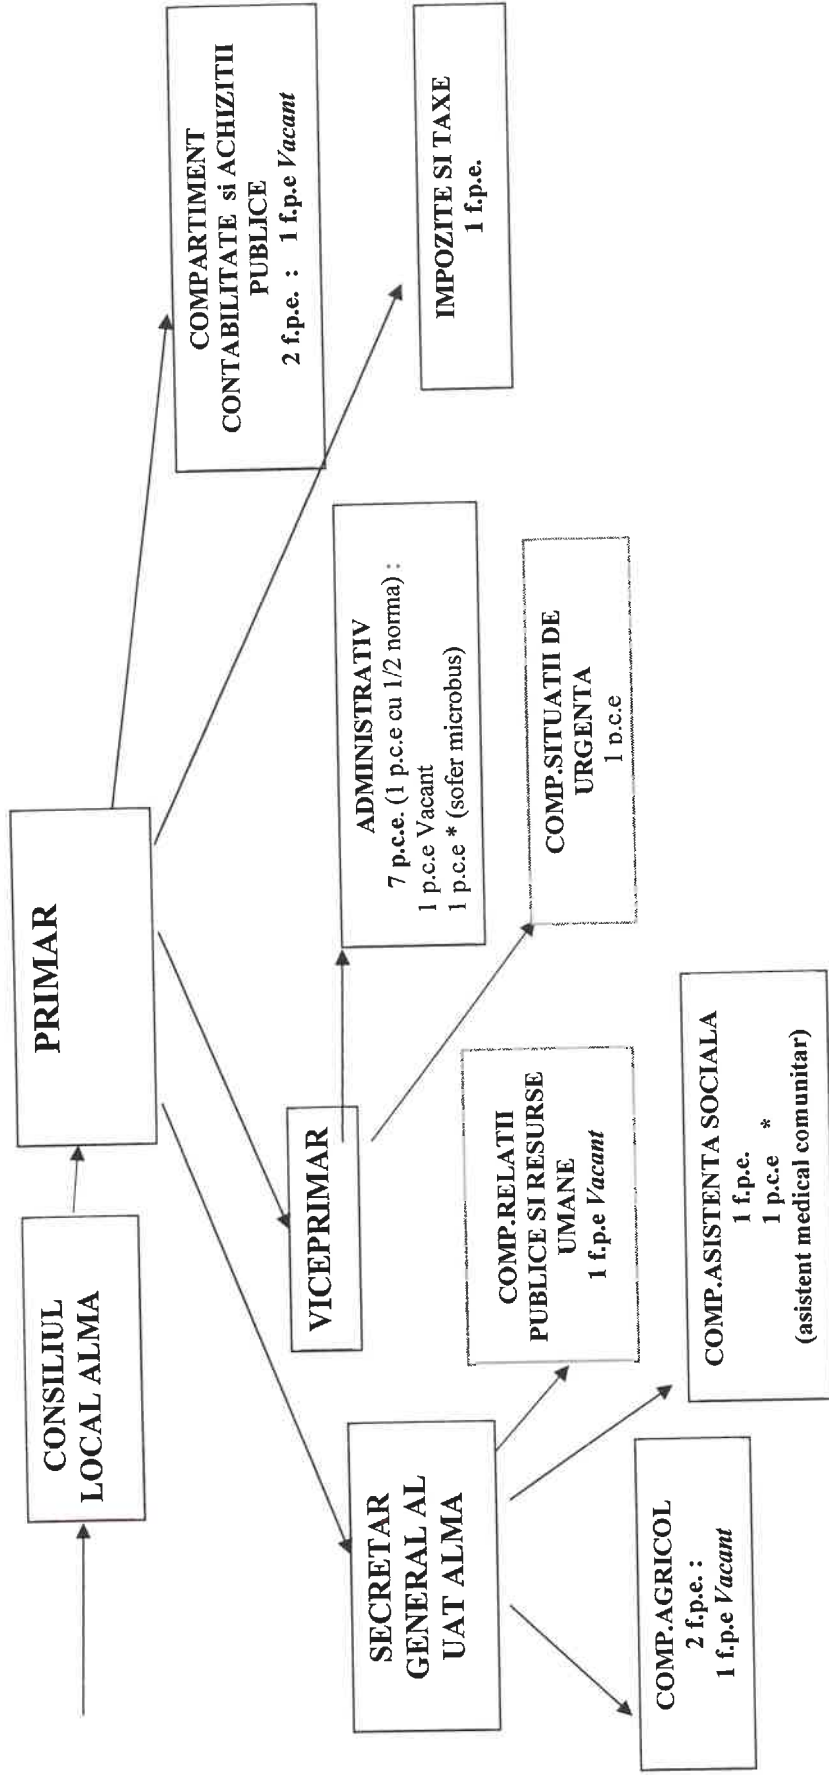 CONSILIUL
LOCAL ALMA
PRIMAR
COMPARTIMENT
CONTABILITATE si ACHIZITII
PUBLICE
2 f.p.e. : 1 f.p.e Vacant
IMPOZITE SI TAXE
1 f.p.e.
VICEPRIMAR
ADMINISTRATIV
7 p.c.e. (1 p.c.e cu 1/2 norma) :
1 p.c.e Vacant
1 p.c.e * (sofer microbus)
COMP.SITUATII DE
URGENTA
1 p.c.e
SECRETAR
GENERAL AL
UAT ALMA
COMP.RELATII
PUBLICE SI RESURSE
UMANE
1 f.p.e Vacant
COMP.AGRICOL
2 f.p.e. :
1 f.p.e Vacant
COMP.ASISTENTA SOCIALA
1 f.p.e.
1 p.c.e *
(asistent medical comunitar)